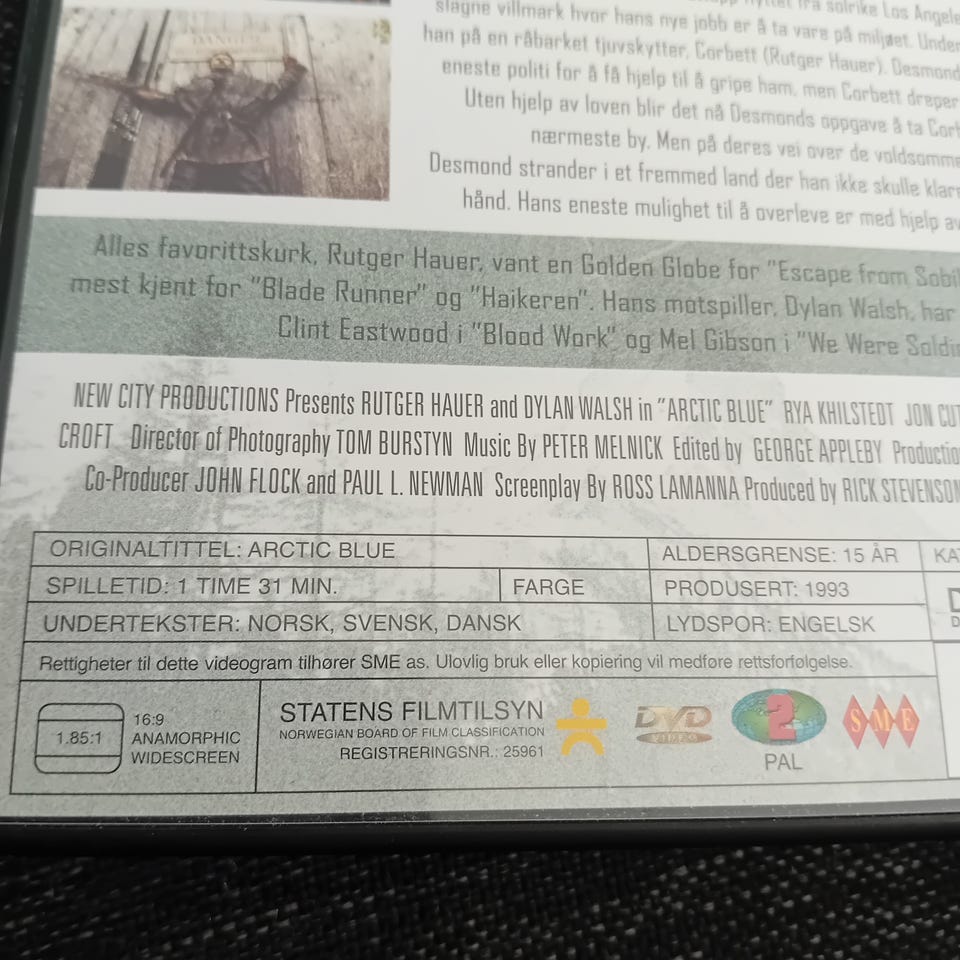 DANGER
flyttet fra solrike Los Angele
slagne villmark hvor hans nye jobb er å ta vare på miljøet. Under
han på en råbarket tjuvskytter, Corbett (Rutger Hauer). Desmond
eneste politi for å få hjelp til å gripe ham, men Corbett dreper
Uten hjelp av loven blir det nå Desmonds oppgave å ta Corb
nærmeste by. Men på deres vei over de voldsomme
Desmond strander i et fremmed land der han ikke skulle klare
hånd. Hans eneste mulighet til å overleve er med hjelp av
Alles favorittskurk, Rutger Hauer, vant en Golden Globe for "Escape from Sobi
mest kjent for "Blade Runner" og "Haikeren". Hans motspiller, Dylan Walsh, har
Clint Eastwood i "Blood Work" og Mel Gibson i "We Were Soldi
NEW CITY PRODUCTIONS Presents RUTGER HAUER and DYLAN WALSH in "ARCTIC BLUE" RYA KHILSTEDT JON CUT
CROFT Director of Photography TOM BURSTYN Music By PETER MELNICK Edited by GEORGE APPLEBY Productio
Co-Producer JOHN FLOCK and PAUL L. NEWMAN Screenplay By ROSS LAMANNA Produced by RICK STEVENSON
ORIGINALTITTEL: ARCTIC BLUE ALDERSGRENSE: 15 ÅR KA
SPILLETID: 1 TIME 31 MIN. FARGE PRODUSERT: 1993
UNDERTEKSTER: NORSK, SVENSK, DANSK LYDSPOR: ENGELSK
Rettigheter til dette videogram tilhører SME as. Ulovlig bruk eller kopiering vil medføre rettsforfølgelse.
1.85:1
16:9
ANAMORPHIC
WIDESCREEN
STATENS FILMTILSYN
NORWEGIAN BOARD OF FILM CLASSIFICATION
REGISTRERINGSNR.: 25961
DVD
VIDEO
2
PAL
SME